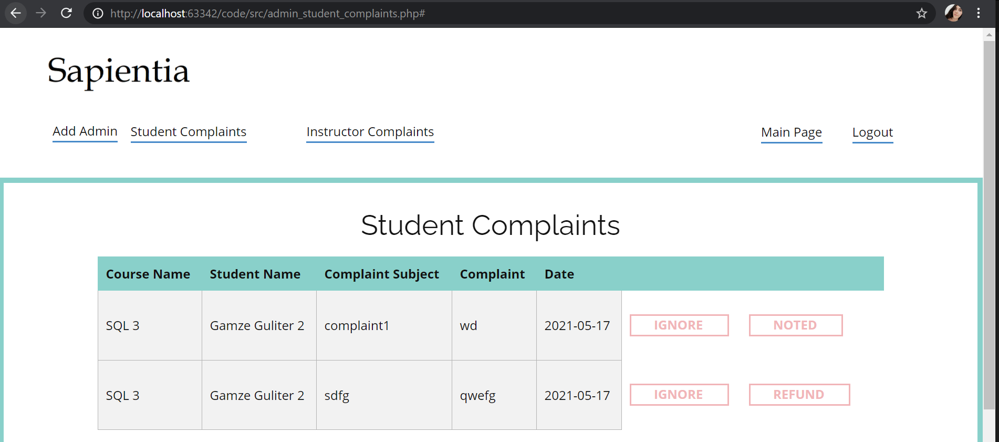 http://localhost:63342/code/src/admin_student_complaints.php#
Sapientia
Add Admin Student Complaints Instructor Complaints Main Page Logout
Student Complaints
Course Name Student Name Complaint Subject Complaint Date
SQL 3 Gamze Guliter 2 complaint1 wd 2021-05-17 IGNORE NOTED
SQL 3 Gamze Guliter 2 sdfg qwefg 2021-05-17 IGNORE REFUND